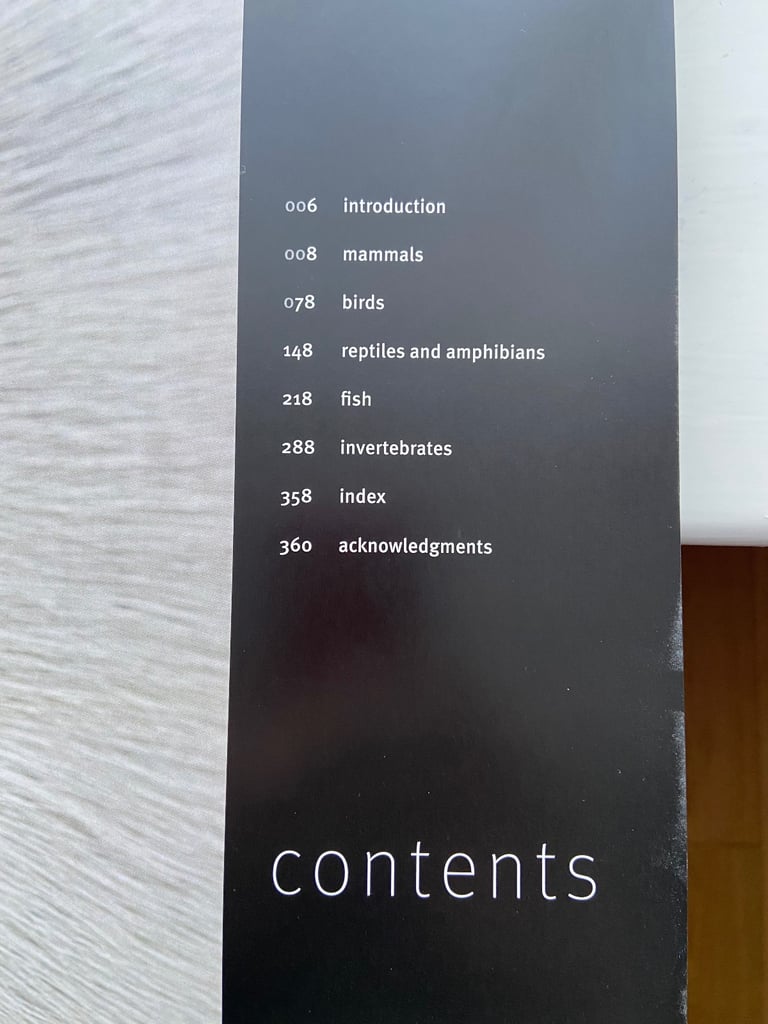 006 introduction
008 mammals
078 birds
148 reptiles and amphibians
218 fish
288 invertebrates
358 index
360 acknowledgments
contents